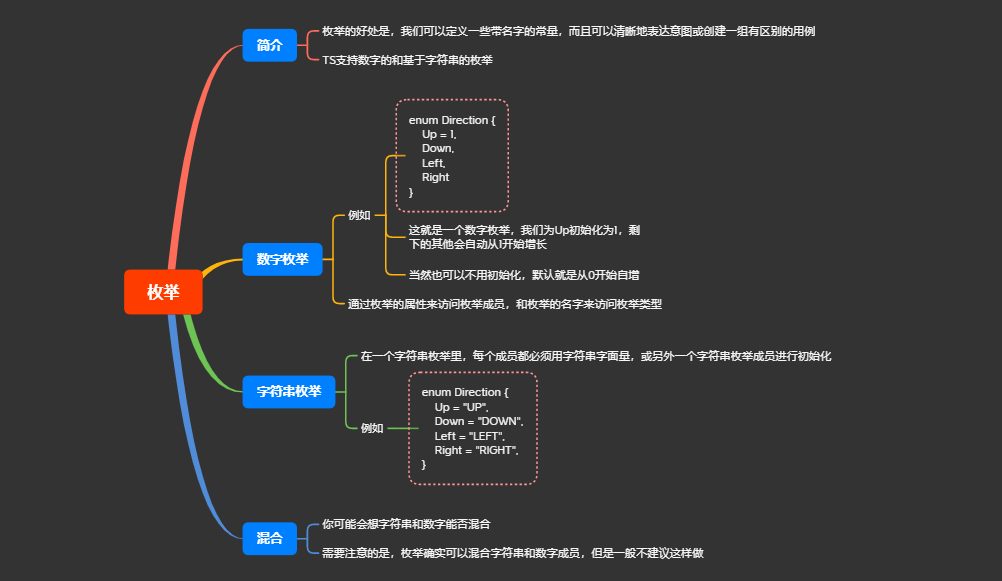 枚举
简介
枚举的好处是，我们可以定义一些带名字的常量，而且可以清晰地表达意图或创建一组有区别的用例
TS支持数字的和基于字符串的枚举
数字枚举
例如
enum Direction {
Up = 1,
Down,
Left,
Right
}
这就是一个数字枚举，我们为Up初始化为1，剩
下的其他会自动从1开始增长
当然也可以不用初始化，默认就是从0开始自增
通过枚举的属性来访问枚举成员，和枚举的名字来访问枚举类型
字符串枚举
在一个字符串枚举里，每个成员都必须用字符串字面量，或另外一个字符串枚举成员进行初始化
例如
enum Direction {
Up = "UP",
Down = "DOWN",
Left = "LEFT",
Right = "RIGHT",
}
混合
你可能会想字符串和数字能否混合
需要注意的是，枚举确实可以混合字符串和数字成员，但是一般不建议这样做